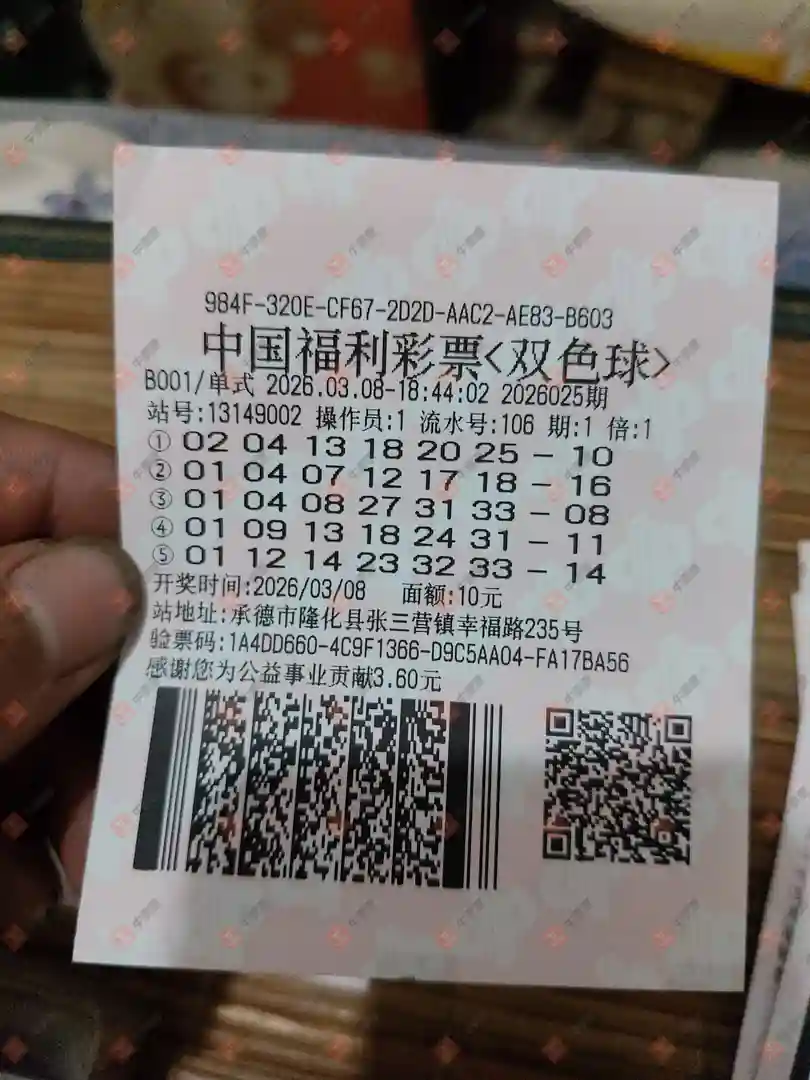 984F-320E-CF67-2D2D-AAC2-AE83-B603
中国福利彩票<双色球>
B001/单式 2026.03.08-18:44:02 2026025期
站号:13149002 操作员:1 流水号:106 期:1 倍:1
① 02 04 13 18 20 25 - 10
② 01 04 07 12 17 18 - 16
③ 01 04 08 27 31 33 - 08
④ 01 09 13 18 24 31 - 11
⑤ 01 12 14 23 32 33 - 14
开奖时间:2026/03/08 面额:10元
站地址:承德市隆化县张三营镇幸福路235号
验票码:1A4DD660-4C9F1366-D9C5AA04-FA17BA56
感谢您为公益事业贡献3.60元